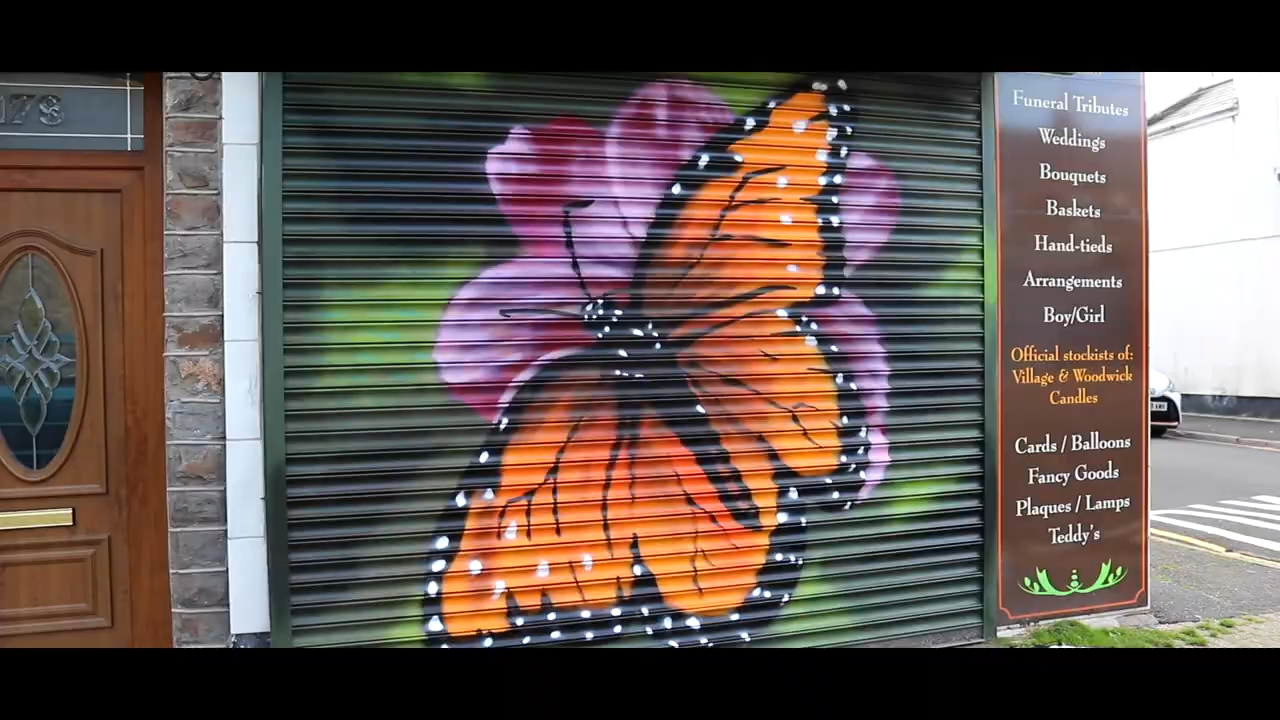 178
Funeral Tributes
Weddings
Bouquets
Baskets
Hand-tieds
Arrangements
Boy/Girl
Official stockists of:
Village & Woodwick
Candles
Cards / Balloons
Fancy Goods
Plaques / Lamps
Teddy's